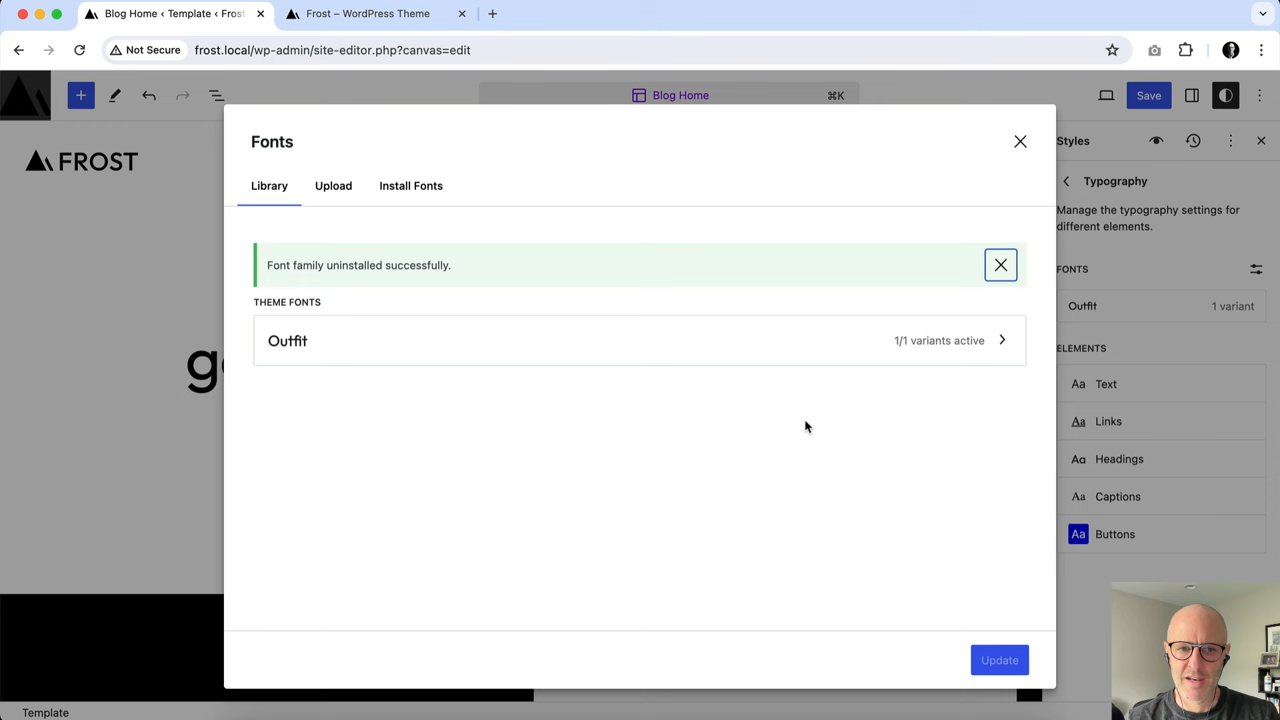 Blog Home ‹ Template ‹ Frost
Frost – WordPress Theme
Not Secure
frost.local/wp-admin/site-editor.php?canvas=edit
Blog Home
⌘K
Save
FROST
Fonts
Library
Upload
Install Fonts
Font family uninstalled successfully.
THEME FONTS
Outfit
1/1 variants active
Update
Styles
Typography
Manage the typography settings for
different elements.
FONTS
Outfit
1 variant
ELEMENTS
Aa Text
Aa Links
Aa Headings
Aa Captions
Aa Buttons
Template